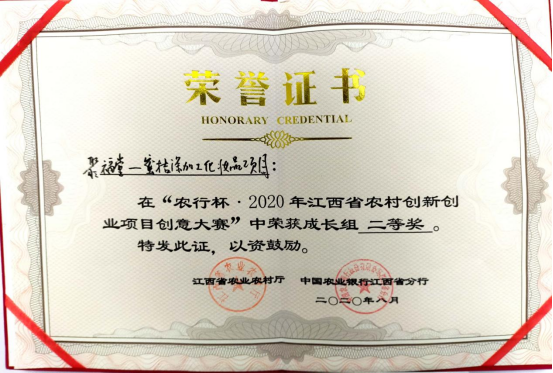 荣誉证书
HONORARY CREDENTIAL
聚福堂—蜜桔深加工化妆品项目：
在“农行杯·2020年江西省农村创新创
业项目创意大赛”中荣获成长组 二等奖 。
特发此证，以资鼓励。
江西省农业农村厅 中国农业银行江西省分行
二〇二〇年八月